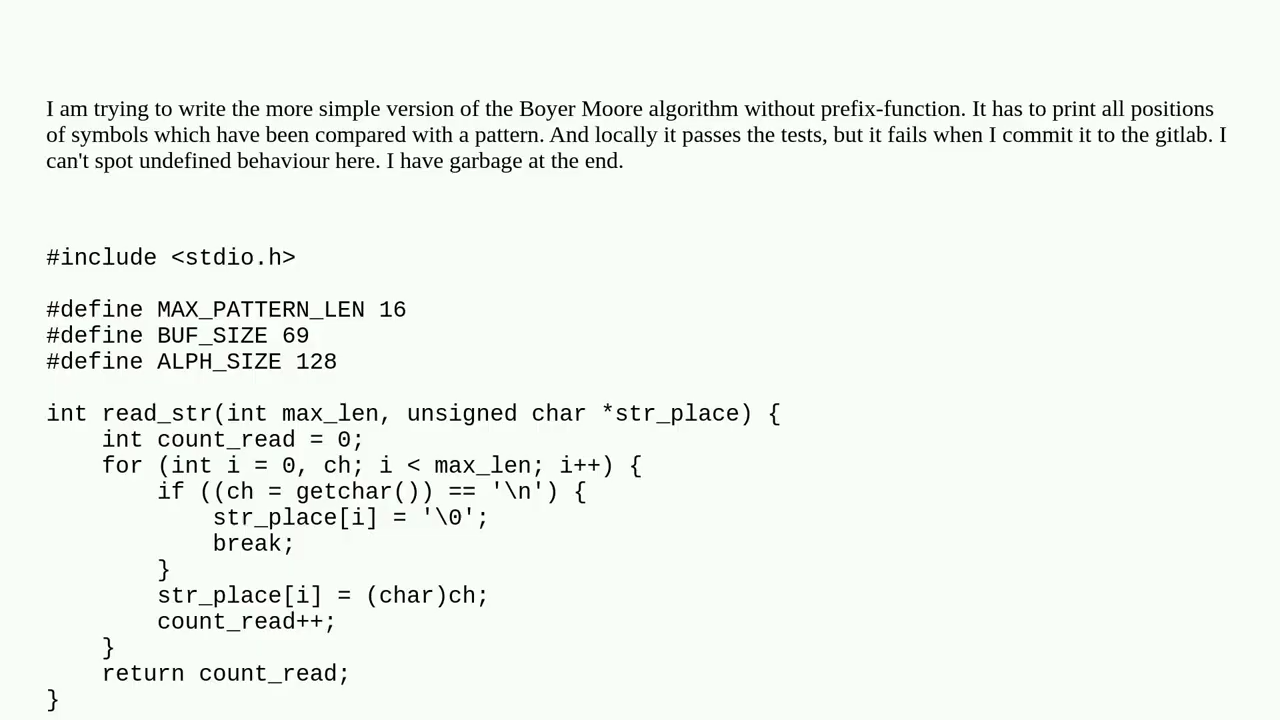 I am trying to write the more simple version of the Boyer Moore algorithm without prefix-function. It has to print all positions
of symbols which have been compared with a pattern. And locally it passes the tests, but it fails when I commit it to the gitlab. I
can't spot undefined behaviour here. I have garbage at the end.
#include <stdio.h>
#define MAX_PATTERN_LEN 16
#define BUF_SIZE 69
#define ALPH_SIZE 128
int read_str(int max_len, unsigned char *str_place) {
    int count_read = 0;
    for (int i = 0, ch; i < max_len; i++) {
        if ((ch = getchar()) == '\n') {
            str_place[i] = '\0';
            break;
        }
        str_place[i] = (char)ch;
        count_read++;
    }
    return count_read;
}